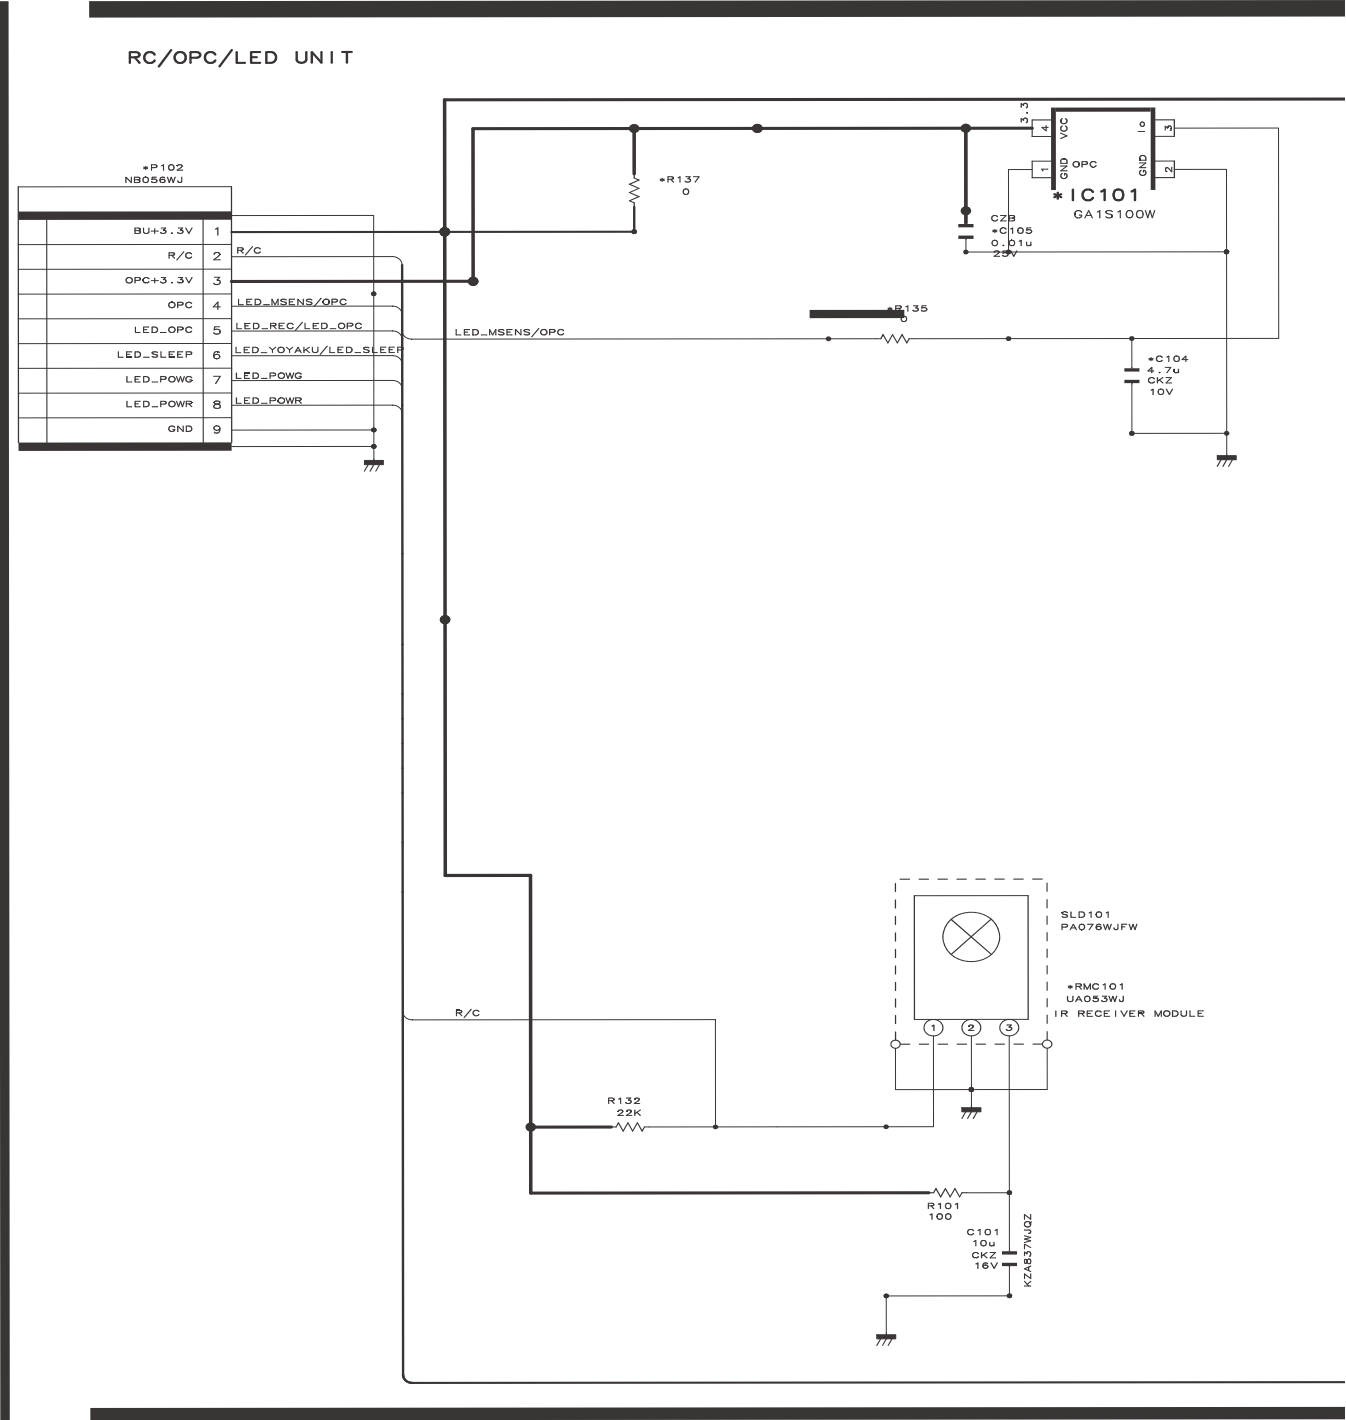 RC/OPC/LED UNIT
*P102
NB056WJ
BU+3.3V 1
R/C 2 R/C
OPC+3.3V 3
OPC 4 LED_MSENS/OPC
LED_OPC 5 LED_REC/LED_OPC
LED_SLEEP 6 LED_YOYAKU/LED_SLEEP
LED_POWG 7 LED_POWG
LED_POWR 8 LED_POWR
GND 9
*R137
0
3.3
4 VCC Io 3
1 GND OPC GND 2
*IC101
GA1S100W
CZB
*C105
0.01u
25V
*R135
0
LED_MSENS/OPC
*C104
4.7u
CKZ
10V
SLD101
PA076WJFW
*RMC101
UA053WJ
IR RECEIVER MODULE
1 2 3
R/C
R132
22K
R101
100
C101
10u
CKZ
16V
KZA837WJQZ